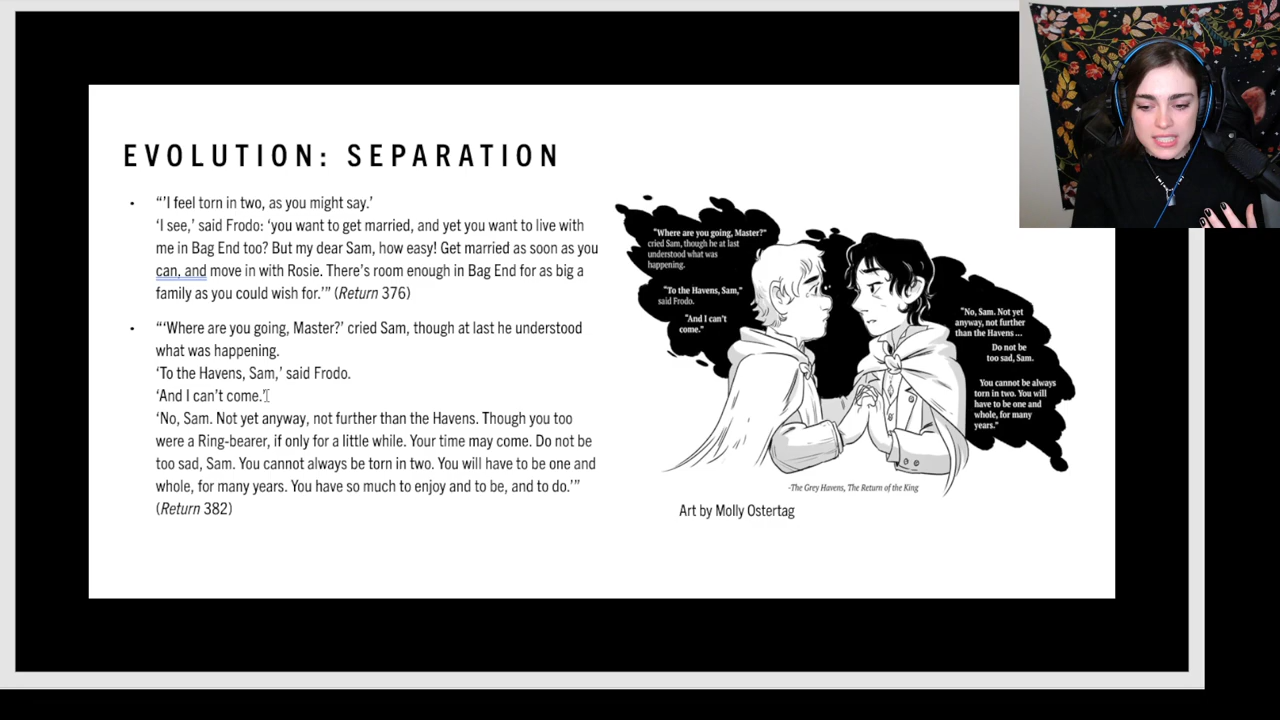 EVOLUTION: SEPARATION
• “‘I feel torn in two, as you might say.’
‘I see,’ said Frodo: ‘you want to get married, and yet you want to live with
me in Bag End too? But my dear Sam, how easy! Get married as soon as you
can, and move in with Rosie. There’s room enough in Bag End for as big a
family as you could wish for.’” (Return 376)
• “‘Where are you going, Master?’ cried Sam, though at last he understood
what was happening.
‘To the Havens, Sam,’ said Frodo.
‘And I can’t come.’
‘No, Sam. Not yet anyway, not further than the Havens. Though you too
were a Ring-bearer, if only for a little while. Your time may come. Do not be
too sad, Sam. You cannot always be torn in two. You will have to be one and
whole, for many years. You have so much to enjoy and to be, and to do.’”
(Return 382)
“Where are you going, Master?”
cried Sam, though he at last
understood what was
happening.
“To the Havens, Sam,”
said Frodo.
“And I can’t
come.”
“No, Sam. Not yet
anyway, not further
than the Havens ...
Do not be
too sad, Sam.
You cannot be always
torn in two. You will
have to be one and
whole, for many
years.”
-The Grey Havens, The Return of the King
Art by Molly Ostertag